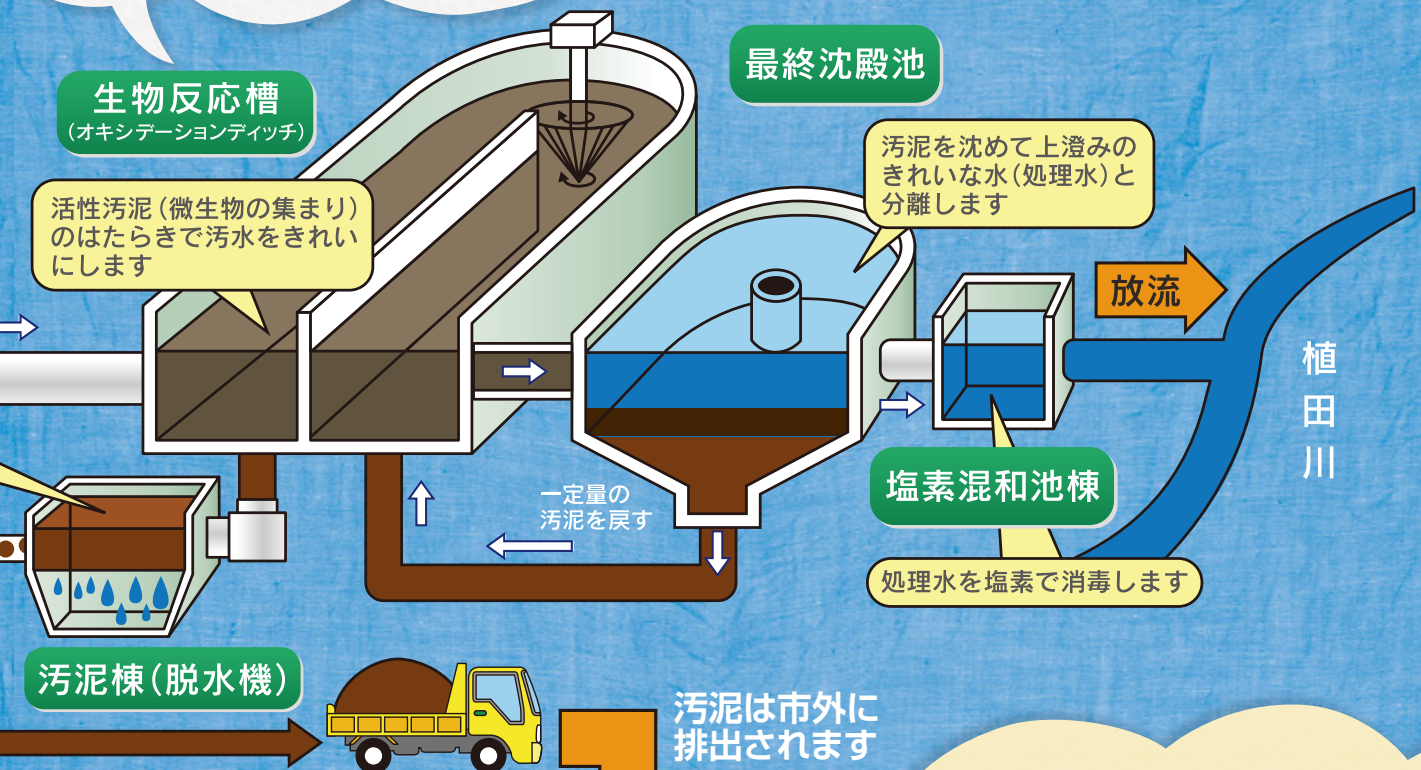 生物反応槽
（オキシデーションディッチ）
活性汚泥（微生物の集まり）
のはたらきで汚水をきれい
にします
最終沈殿池
汚泥を沈めて上澄みの
きれいな水（処理水）と
分離します
放流
植田川
一定量の
汚泥を戻す
塩素混和池棟
処理水を塩素で消毒します
汚泥棟（脱水機）
汚泥は市外に
排出されます